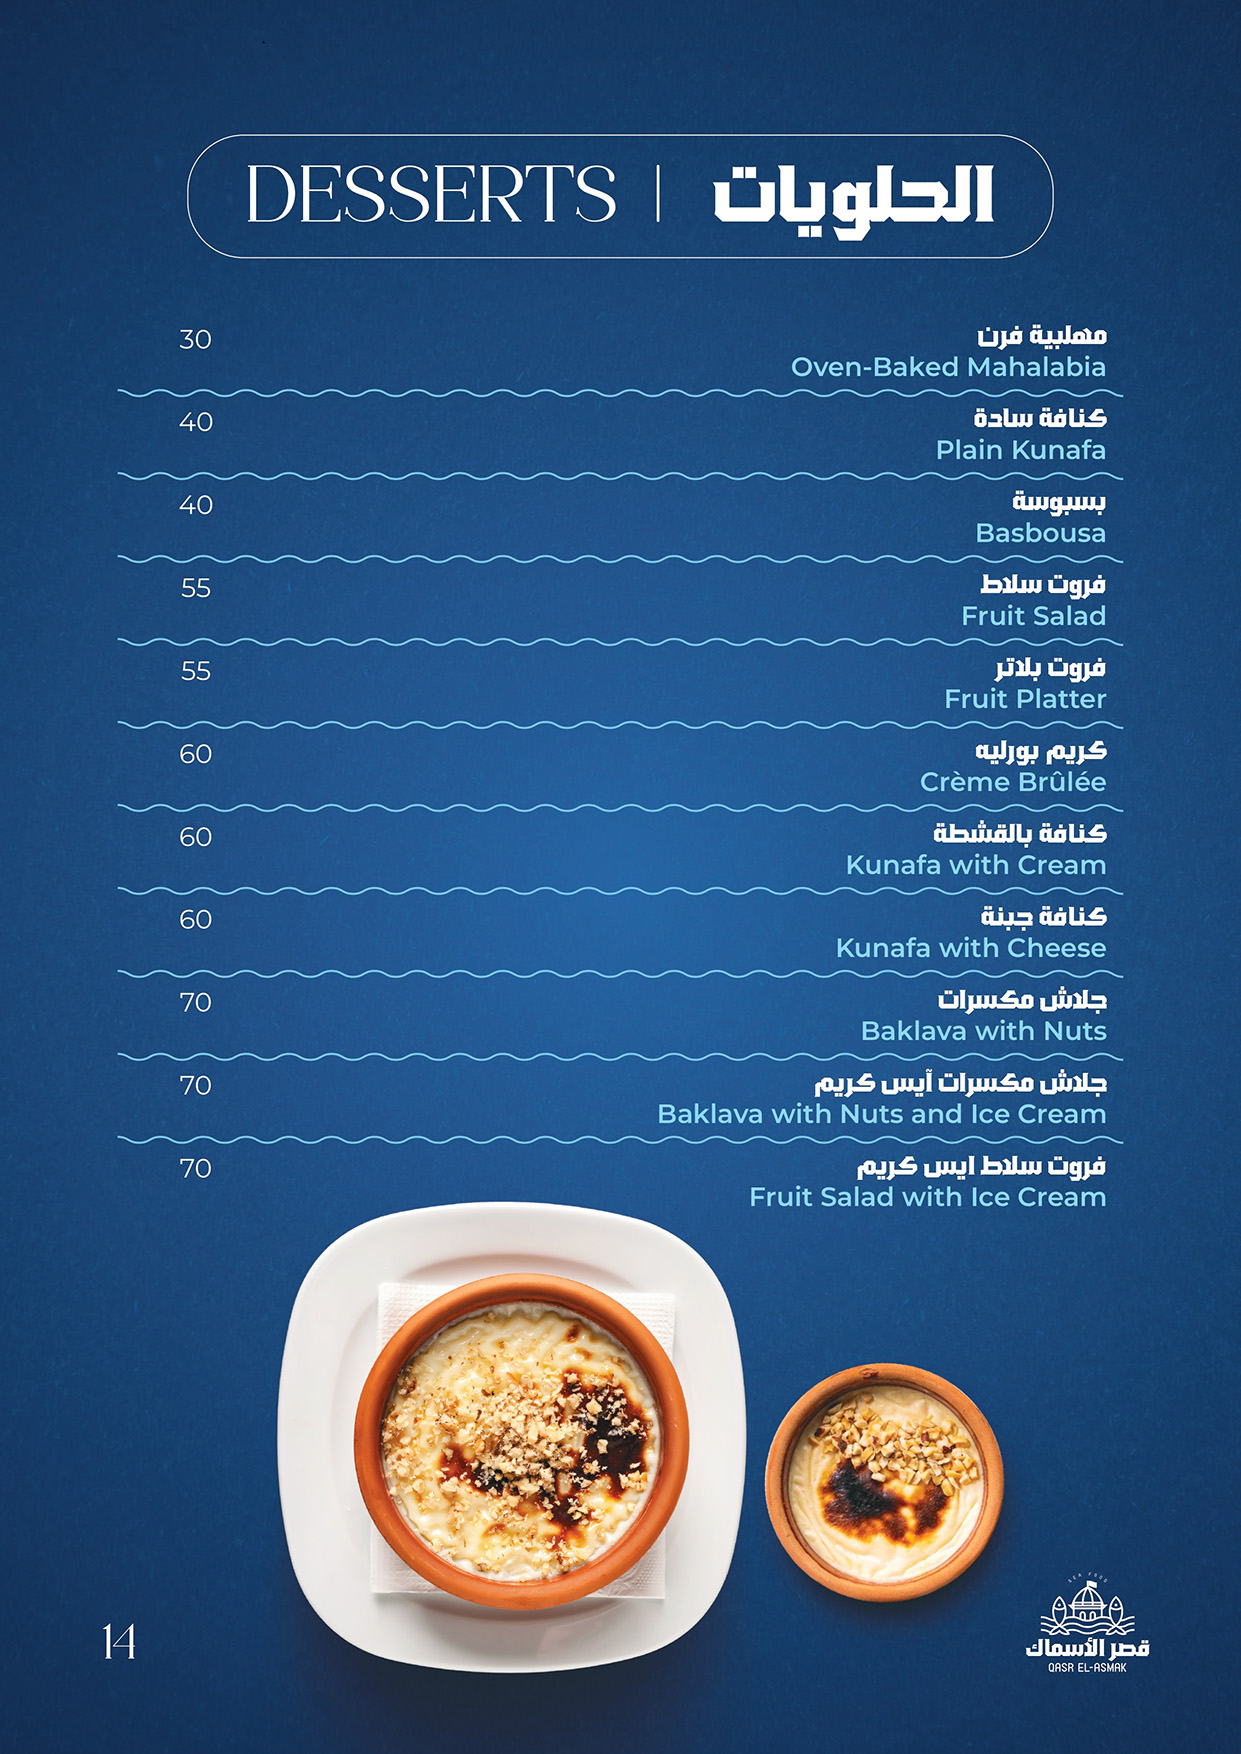 DESSERTS | الحلويات
30 مهلبية فرن
Oven-Baked Mahalabia
40 كنافة سادة
Plain Kunafa
40 بسبوسة
Basbousa
55 فروت سلاط
Fruit Salad
55 فروت بلاتر
Fruit Platter
60 كريم بورليه
Crème Brûlée
60 كنافة بالقشطة
Kunafa with Cream
60 كنافة جبنة
Kunafa with Cheese
70 جلاش مكسرات
Baklava with Nuts
70 جلاش مكسرات آيس كريم
Baklava with Nuts and Ice Cream
70 فروت سلاط ايس كريم
Fruit Salad with Ice Cream
14
SEA FOOD
قصر الأسماك
QASR EL-ASMAK